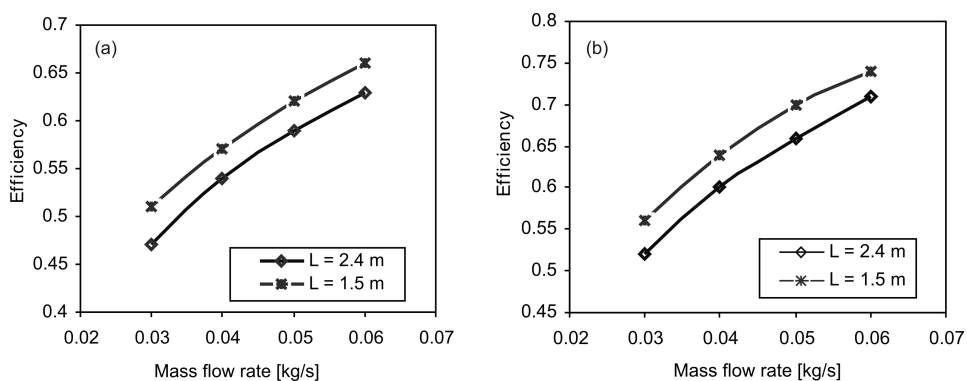 (a)
Efficiency
0.7
0.65
0.6
0.55
0.5
0.45
0.4
0.02 0.03 0.04 0.05 0.06 0.07
Mass flow rate [kg/s]
L = 2.4 m
L = 1.5 m
(b)
Efficiency
0.8
0.75
0.7
0.65
0.6
0.55
0.5
0.45
0.02 0.03 0.04 0.05 0.06 0.07
Mass flow rate [kg/s]
L = 2.4 m
L = 1.5 m